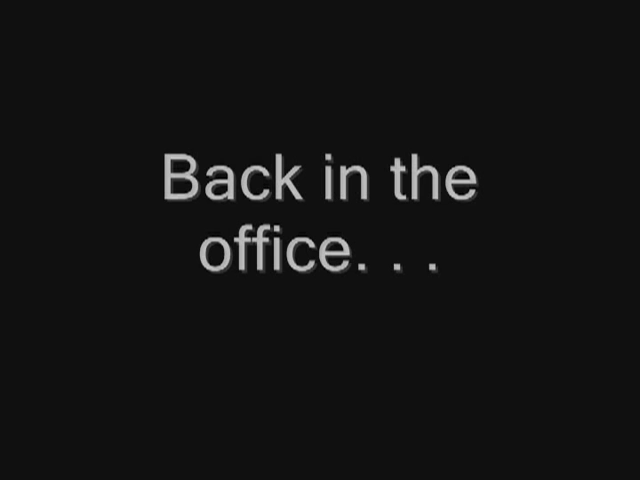 Back in the
office. . .